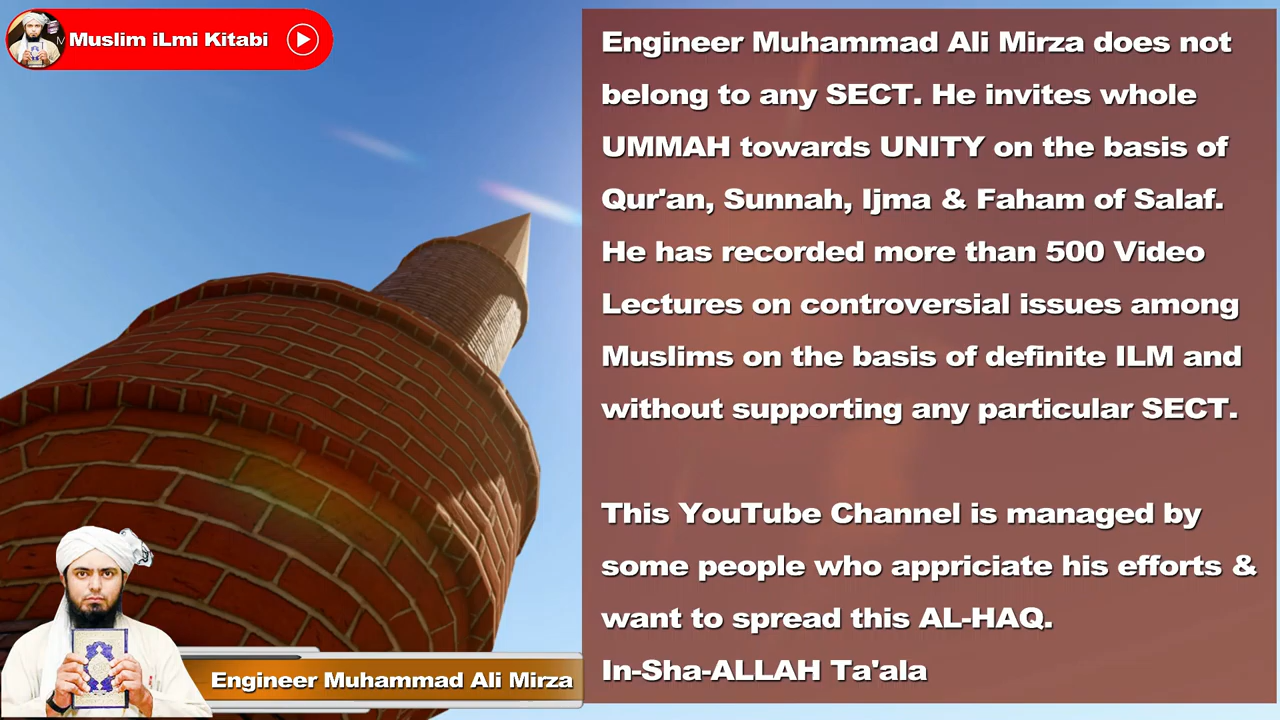 Muslim iLmi Kitabi
Engineer Muhammad Ali Mirza does not
belong to any SECT. He invites whole
UMMAH towards UNITY on the basis of
Qur'an, Sunnah, Ijma & Faham of Salaf.
He has recorded more than 500 Video
Lectures on controversial issues among
Muslims on the basis of definite ILM and
without supporting any particular SECT.
This YouTube Channel is managed by
some people who appriciate his efforts &
want to spread this AL-HAQ.
In-Sha-ALLAH Ta'ala
Engineer Muhammad Ali Mirza